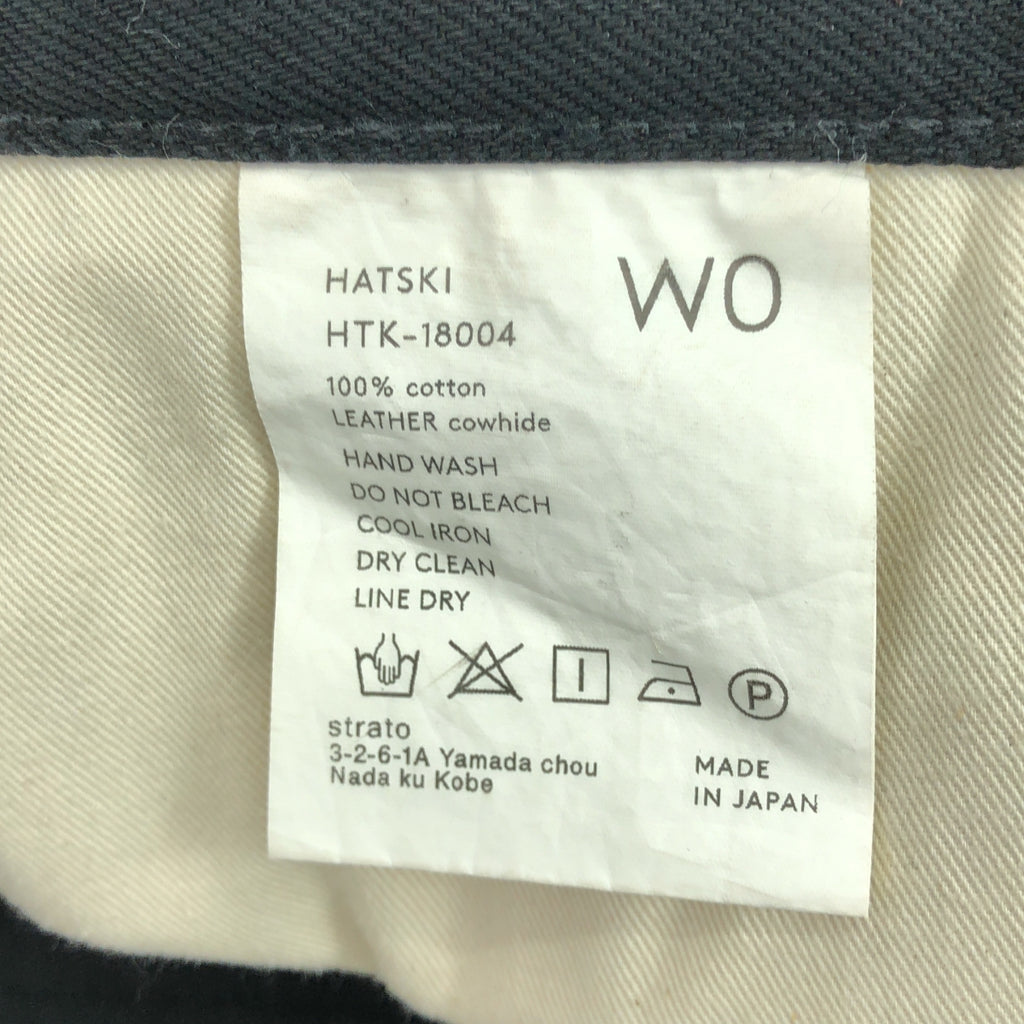 HATSKI
W0
HTK-18004
100% cotton
LEATHER cowhide
HAND WASH
DO NOT BLEACH
COOL IRON
DRY CLEAN
LINE DRY
P
strato
3-2-6-1A Yamada chou
Nada ku Kobe
MADE
IN JAPAN